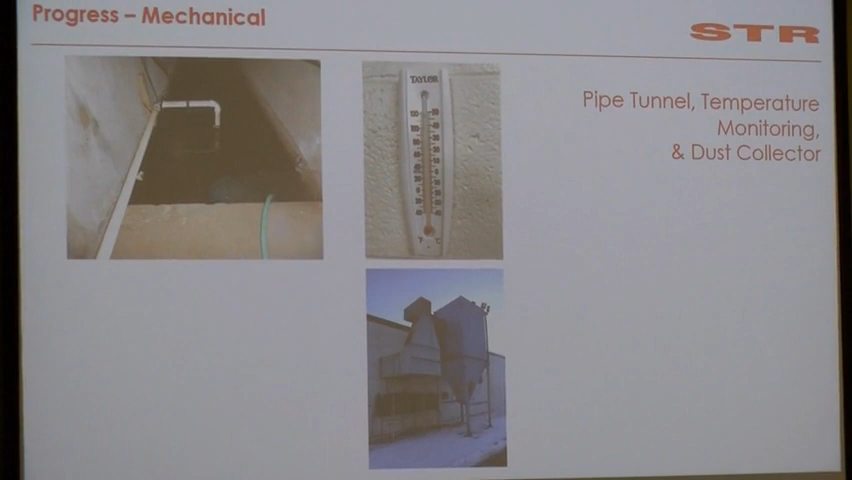 Progress – Mechanical
STR
Pipe Tunnel, Temperature
Monitoring,
& Dust Collector
TAYLOR
°F °C